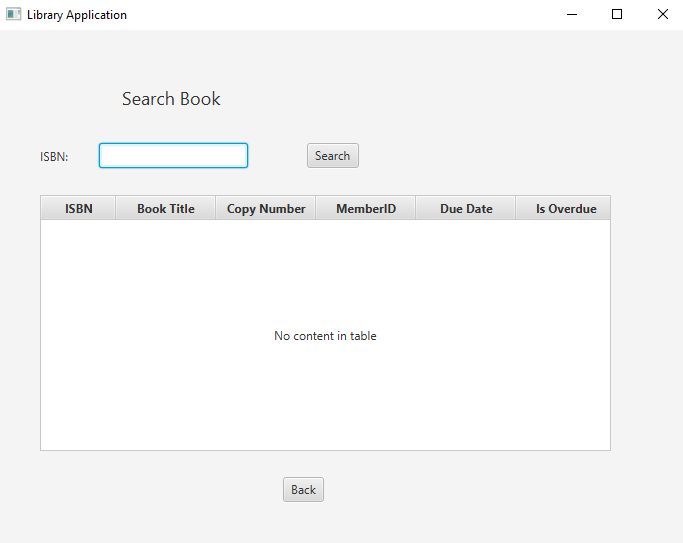 Library Application
Search Book
ISBN:
Search
ISBN Book Title Copy Number MemberID Due Date Is Overdue
No content in table
Back